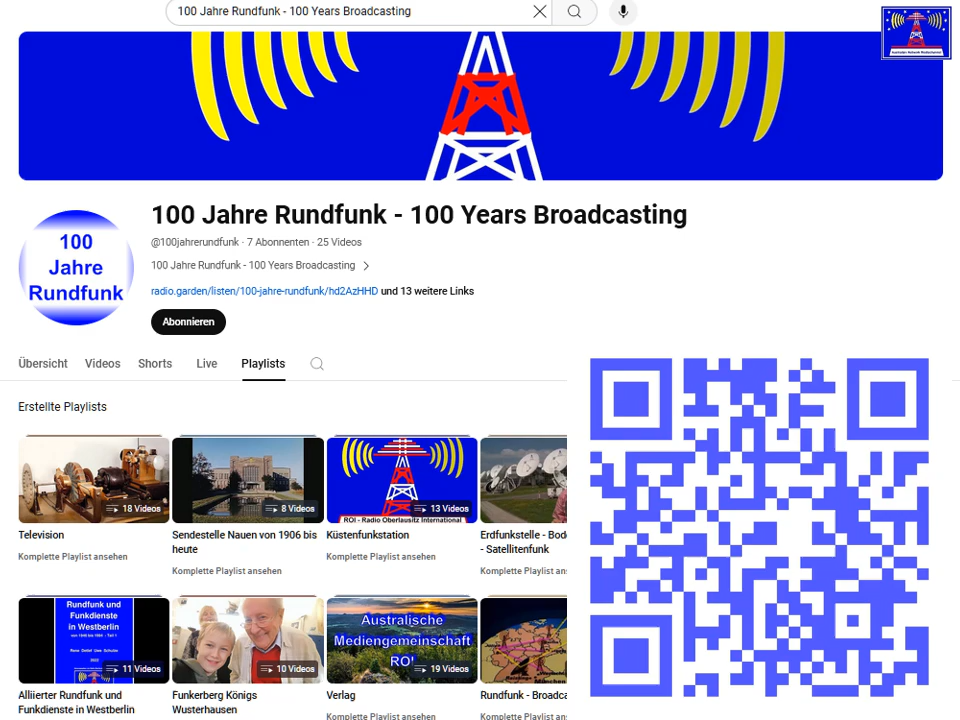 100 Jahre Rundfunk - 100 Years Broadcasting
100 Jahre Rundfunk - 100 Years Broadcasting
100
Jahre
Rundfunk
@100jahrerundfunk · 7 Abonnenten · 25 Videos
100 Jahre Rundfunk - 100 Years Broadcasting
radio.garden/listen/100-jahre-rundfunk/hd2AzHHD und 13 weitere Links
Abonnieren
Übersicht Videos Shorts Live Playlists
Erstellte Playlists
18 Videos
8 Videos
13 Videos
ROI - Radio Oberlausitz International
Television
Komplette Playlist ansehen
Sendestelle Nauen von 1906 bis
heute
Komplette Playlist ansehen
Küstenfunkstation
Komplette Playlist ansehen
Erdfunkstelle - Bod
- Satellitenfunk
Komplette Playlist an
Rundfunk und
Funkdienste
in Westberlin
11 Videos
10 Videos
Australische
Mediengemeinschaft
ROI
19 Videos
Alliierter Rundfunk und
Funkdienste in Westberlin
Funkerberg Königs
Wusterhausen
Verlag
Komplette Playlist ansehen
Rundfunk - Broadca
Komplette Playlist an